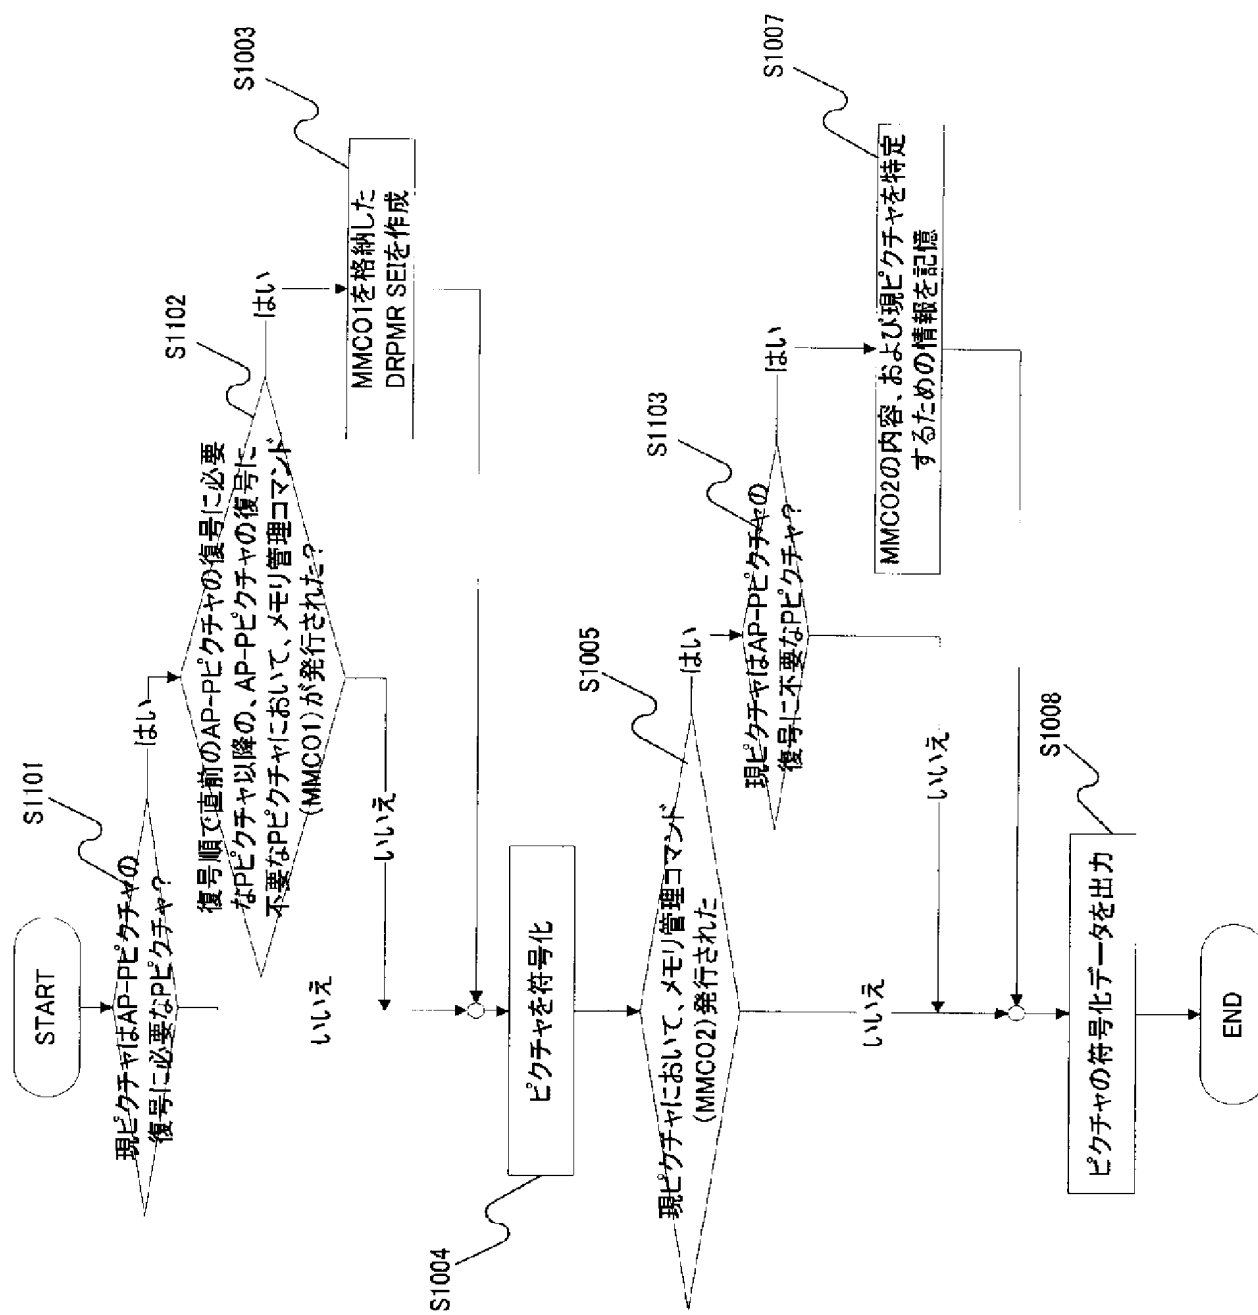 START
S1101
現ピクチャはAP-Pピクチャの
復号に必要なPピクチャ?
はい
いいえ
S1102
復号順で直前のAP-Pピクチャの復号に必要
なPピクチャ以降の、AP-Pピクチャの復号に
不要なPピクチャにおいて、メモリ管理コマンド
(MMCO1)が発行された?
はい
いいえ
S1003
MMCO1を格納した
DRPMR SEIを作成
S1004
ピクチャを符号化
S1005
現ピクチャにおいて、メモリ管理コマンド
(MMCO2)発行された
はい
いいえ
S1103
現ピクチャはAP-Pピクチャの
復号に不要なPピクチャ?
はい
いいえ
S1007
MMCO2の内容、および現ピクチャを特定
するための情報を記憶
S1008
ピクチャの符号化データを出力
END